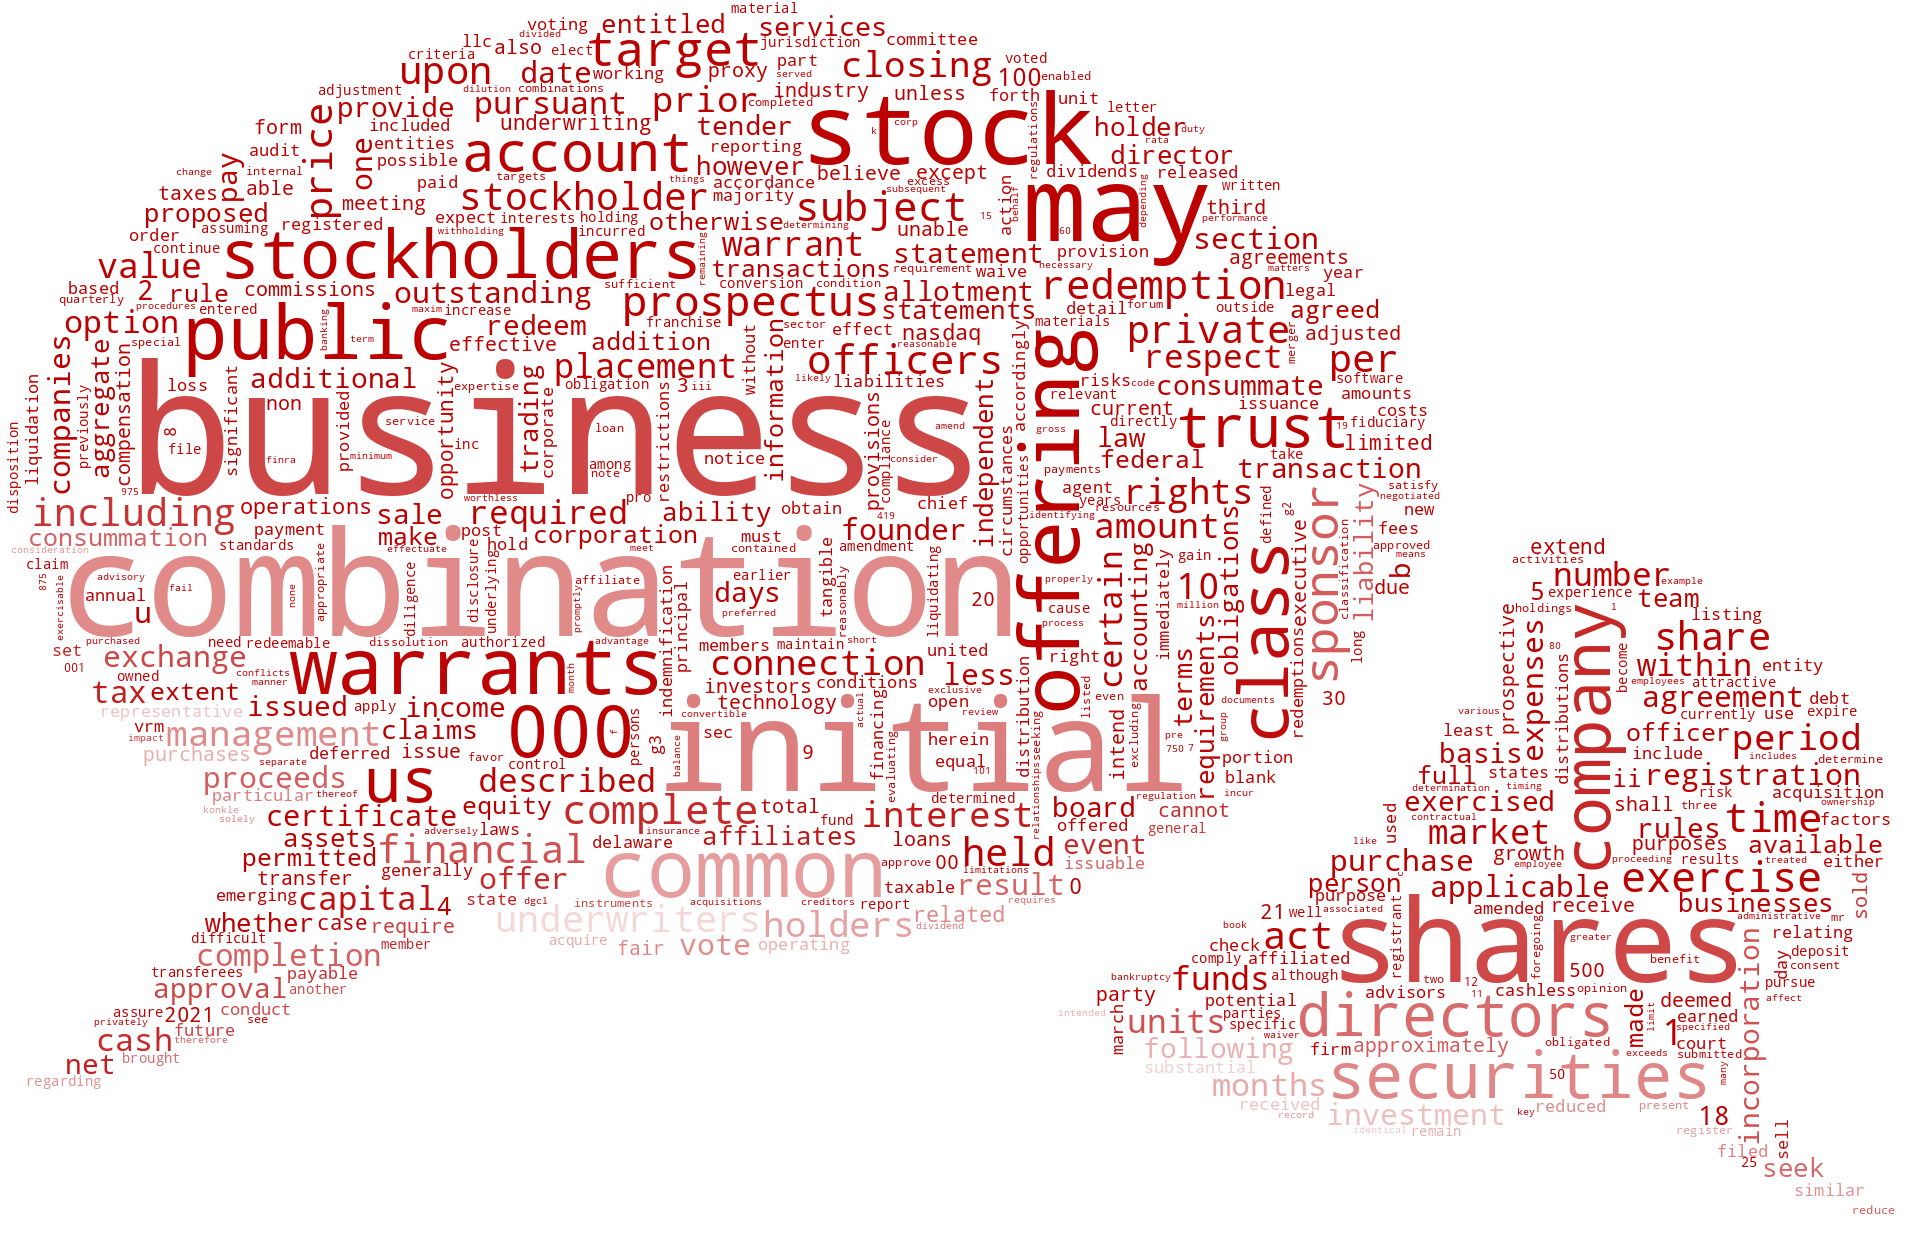 material
voting divided entitled services
llc also elect target jurisdiction committee
criteria upon date working proxy part closing voted
served 100 enabled
adjustment dilution combinations industry unless forth unit letter
provide pursuant prior completed
form price included underwriting tender k corp stock regulations holder duty
audit one entities account reporting rata
change internal possible however believe except dividends director released
pay targets things accordance subsequent excess
taxes able paid stockholder majority action behalf may depending written
proposed meeting expect interests holding otherwise subject 15 third performance
assuming registered withholding incurred determining unable 60 section
order continue stockholders remaining warrant statement provision agreements
value transactions requirement waive necessary matters year
based 2 rule commissions outstanding sufficient conversion condition allotment redemption legal
quarterly procedures entered maxim increase prospectus statements detail forum outside agreed
option public banking redeem franchise sector effect nasdaq accordingly materials private adjusted
special term effective addition without information enter reasonable merger
companies aggregate compensation placement officers offering respect per
liquidation loss additional expertise obligation 3 iii likely liabilities risks code consummate software
previously significant non opportunity trading corporate restrictions independent relevant current issuance amounts
disposition 8 business provided service loan amend gross directly trust 19 costs
file inc among notice provisions compliance consider circumstances law take fiduciary
finra minimum note opportunities payments federal limited
975 worthless pro agent transaction satisfy
including operations sale required ability obtain 419 chief identifying years resources rights sponsor liability negotiated
consummation payment make post corporation must founder amount obligations defined g2 new
consideration standards effectuate hold meet contained amendment executive fees
claim 875 advisory combination disclosure underlying affiliate earlier tangible reasonably liquidating properly certain accounting gain class classification approved means
annual set exercisable fail none appropriate diligence promptly indemnification days preferred 20 cause 10 million immediately due b
u purchased need redeemable dissolution authorized advantage principal members maintain short united process
set 001 exchange conflicts warrants month connection right requirements redemptions long
owned manner investors conditions less terms
tax extent issued apply income technology exclusive listed even documents 30
representative convertible actual open review distribution group
vrm management claims 000 f persons sec financing herein seeking intend excluding pre
impact purchases deferred issue favor g3 9 initial 750 7 portion
separate control balance evaluating equal 101
proceeds us described relationships blank
particular thereof equity complete total determined interest board regulation incur
konkle certificate fund cannot
solely assets adversely laws insurance affiliates loans offered general
permitted financial delaware common approve 00 held event
transfer generally offer limitations issuable
emerging capital 4 state dgcl instruments acquisitions creditors taxable result 0
whether case require underwriters holders report requires
difficult member acquire fair vote operating related dividend
completion
transferees payable
approval another
assure 2021 conduct
privately see
cash future therefore
net brought
regarding
extend
activities
5 number example
holdings experience 1 team
prospective expenses company share listing
80 within entity
become employees attractive
various agreement debt
least distributions currently use expire
basis officer period
full states include includes determine
determination timing ii registration
exercised risk acquisition
contractual shall three ownership
used like market rules time factors
purposes
growth available
purchase employee proceeding results treated either
person c applicable exercise
purpose businesses sold
21 well associated amended receive administrative mr
book registrant act shares foregoing greater relating
check incorporation day deposit
comply affiliated benefit consent
bankruptcy funds although two 12 500 pursue
party potential advisors 11 cashless opinion deemed affect
intended march units parties directors made limit earned
specific 1 specified
waiver obligated court
following firm approximately exceeds submitted
substantial securities 50 many
months
received investment key reduced present 18
record register
identical remain filed sell
25 seek
similar
reduce